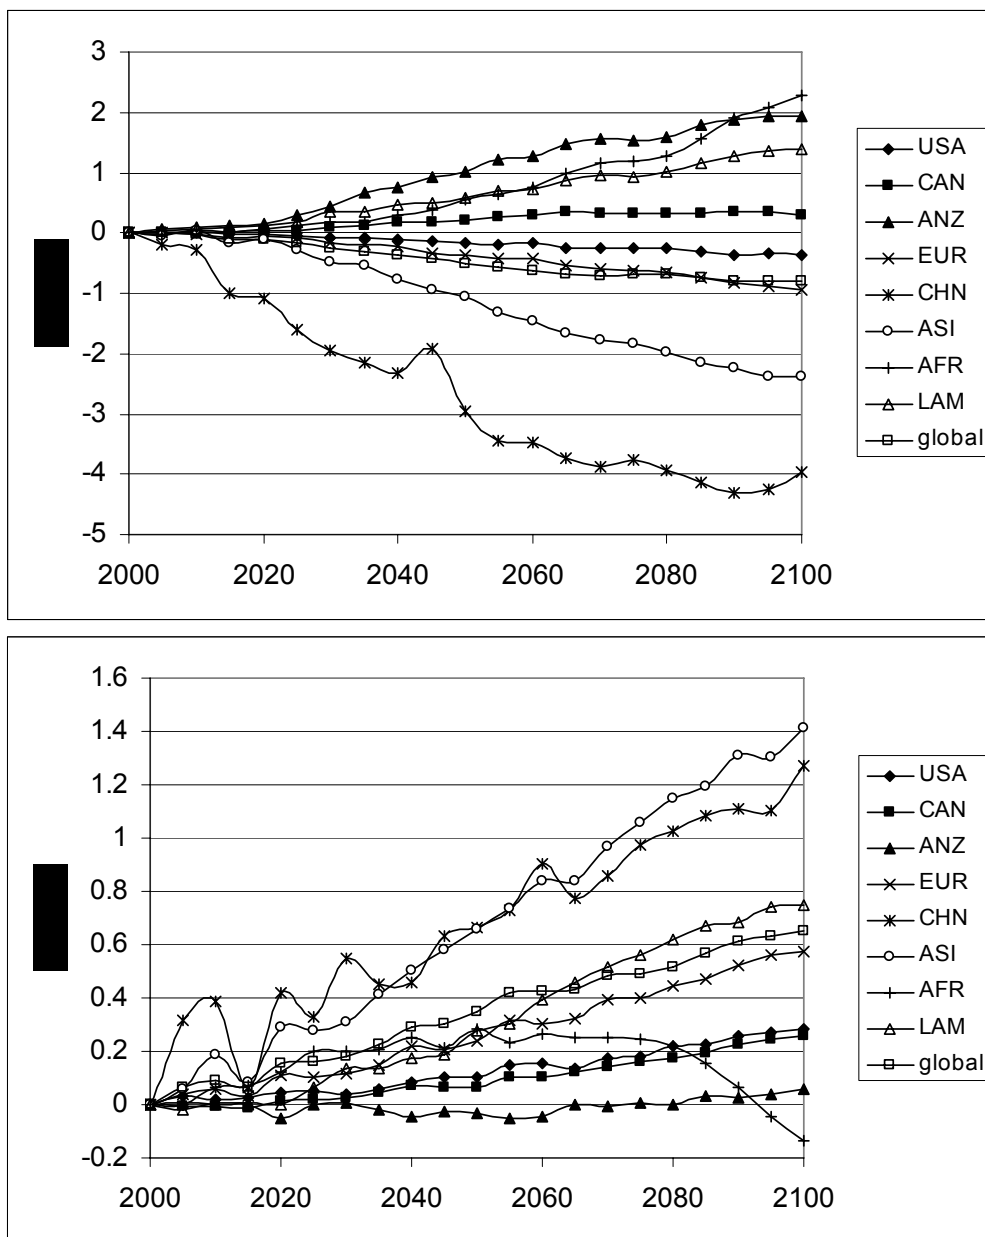 3
2
1
0
-1
-2
-3
-4
-5
2000 2020 2040 2060 2080 2100
USA
CAN
ANZ
EUR
CHN
ASI
AFR
LAM
global
1.6
1.4
1.2
1
0.8
0.6
0.4
0.2
0
-0.2
2000 2020 2040 2060 2080 2100
USA
CAN
ANZ
EUR
CHN
ASI
AFR
LAM
global